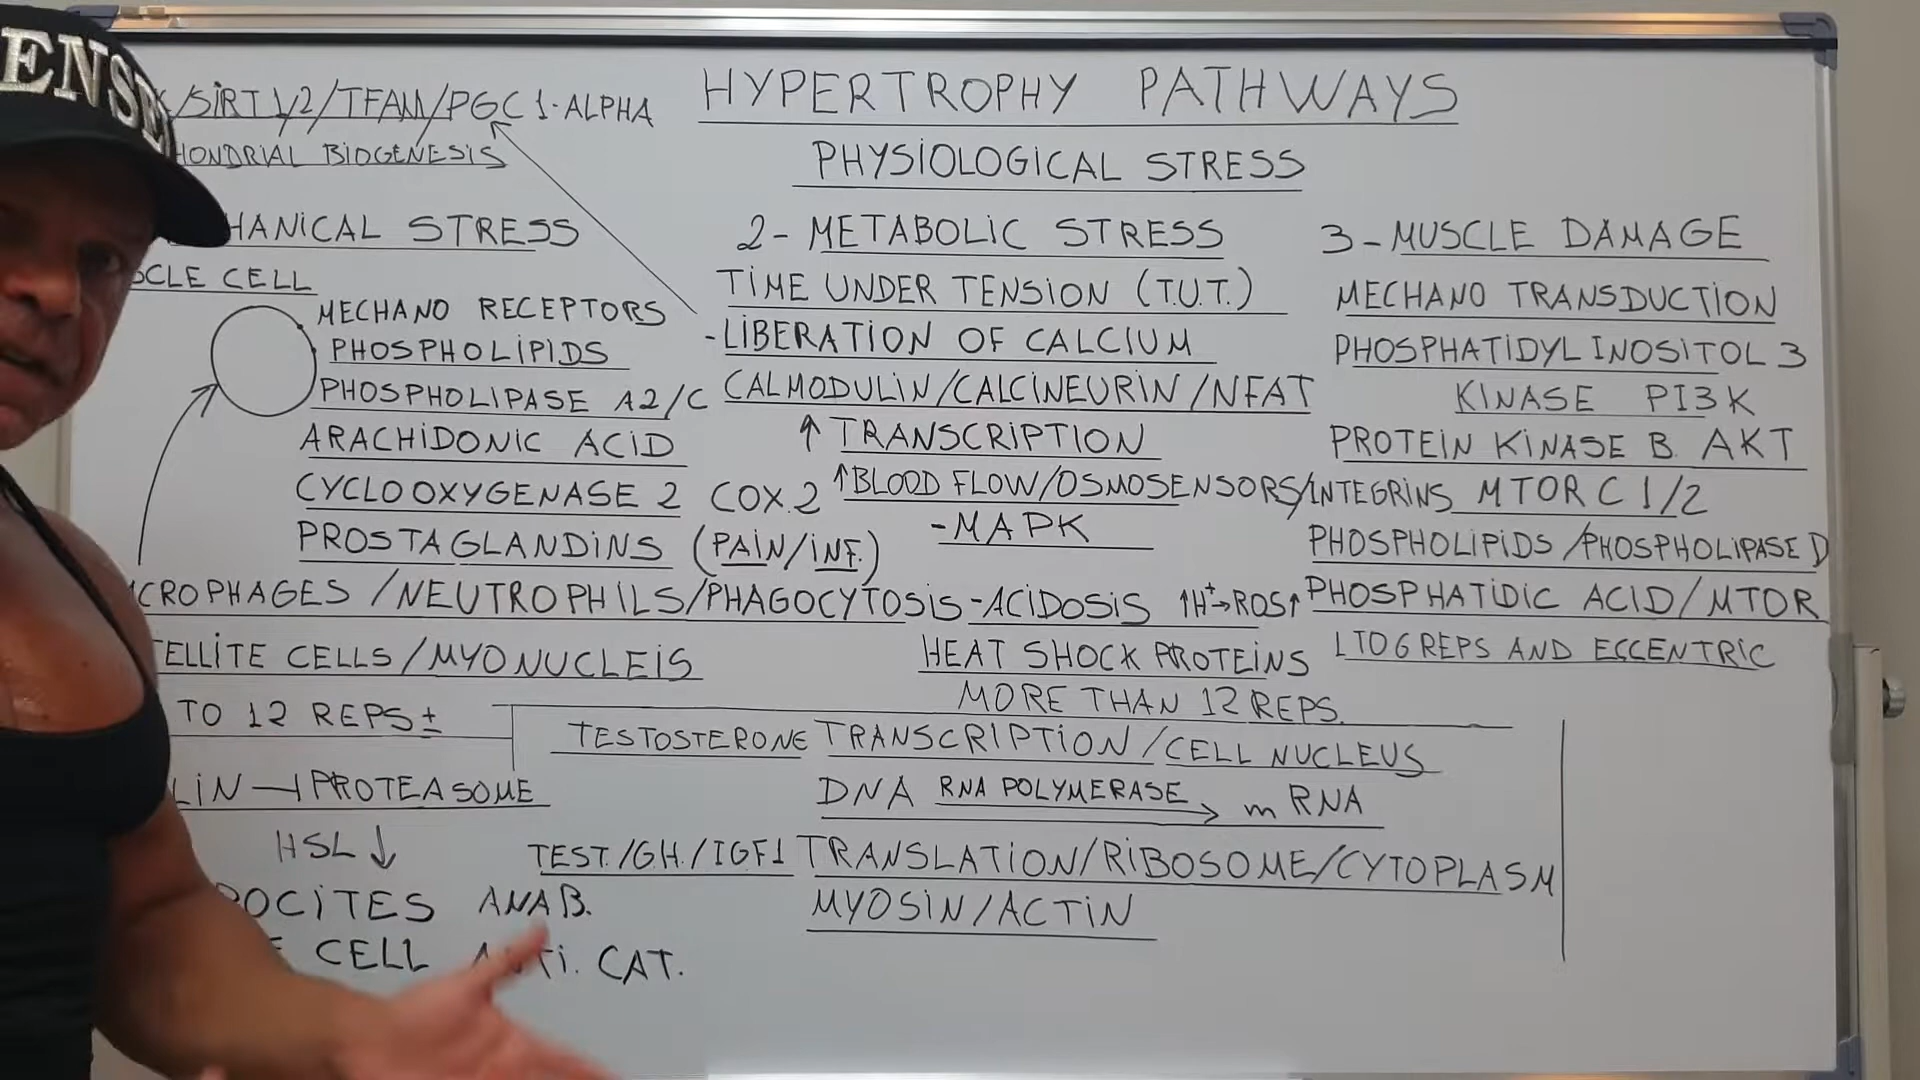 ENSE
/SIRT 1/2/TFAM/PGC 1-ALPHA
HONDRIAL BIOGENESIS
HYPERTROPHY PATHWAYS
PHYSIOLOGICAL STRESS
HANICAL STRESS
CLE CELL
MECHANO RECEPTORS
PHOSPHOLIPIDS
PHOSPHOLIPASE A2/C
ARACHIDONIC ACID
CYCLOOXYGENASE 2 COX.2
PROSTAGLANDINS (PAIN/INF.)
CROPHAGES/NEUTROPHILS/PHAGOCYTOSIS
TELLITE CELLS/MYONUCLEIS
TO 12 REPS ±
2- METABOLIC STRESS
TIME UNDER TENSION (T.U.T.)
-LIBERATION OF CALCIUM
CALMODULIN/CALCINEURIN/NFAT
↑ TRANSCRIPTION
↑BLOOD FLOW/OSMOSENSORS/INTEGRINS
-MAPK
-ACIDOSIS ↑H+→ROS↑
HEAT SHOCK PROTEINS
MORE THAN 12 REPS.
3-MUSCLE DAMAGE
MECHANO TRANSDUCTION
PHOSPHATIDYLINOSITOL 3
KINASE PI3K
PROTEIN KINASE B. AKT
MTORC 1/2
PHOSPHOLIPIDS/PHOSPHOLIPASE D
PHOSPHATIDIC ACID/MTOR
1 TO 6 REPS AND ECCENTRIC
LIN ⊣ PROTEASOME
HSL ↓
OCITES ANAB.
CELL ANTI. CAT.
TESTOSTERONE TRANSCRIPTION/CELL NUCLEUS
DNA RNA POLYMERASE → mRNA
TEST./GH./IGF1 TRANSLATION/RIBOSOME/CYTOPLASM
MYOSIN/ACTIN